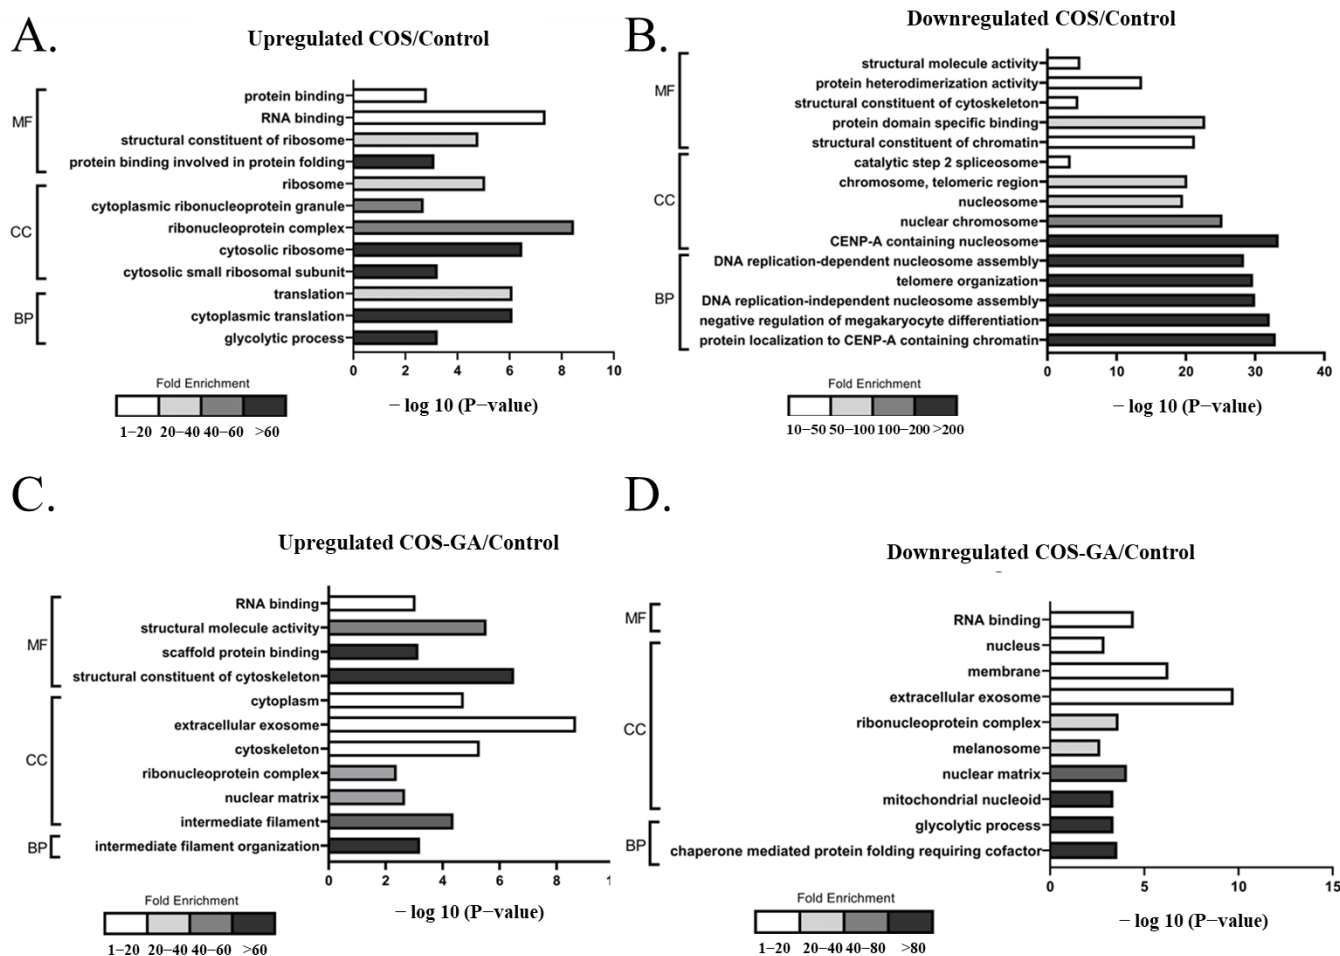 A.
Upregulated COS/Control
MF
protein binding
RNA binding
structural constituent of ribosome
protein binding involved in protein folding
CC
ribosome
cytoplasmic ribonucleoprotein granule
ribonucleoprotein complex
cytosolic ribosome
cytosolic small ribosomal subunit
BP
translation
cytoplasmic translation
glycolytic process
0 2 4 6 8 10
− log 10 (P−value)
Fold Enrichment
1−20 20−40 40−60 >60
B.
Downregulated COS/Control
MF
structural molecule activity
protein heterodimerization activity
structural constituent of cytoskeleton
protein domain specific binding
structural constituent of chromatin
CC
catalytic step 2 spliceosome
chromosome, telomeric region
nucleosome
nuclear chromosome
CENP-A containing nucleosome
BP
DNA replication-dependent nucleosome assembly
telomere organization
DNA replication-independent nucleosome assembly
negative regulation of megakaryocyte differentiation
protein localization to CENP-A containing chromatin
0 10 20 30 40
− log 10 (P−value)
Fold Enrichment
10−50 50−100 100−200 >200
C.
Upregulated COS-GA/Control
MF
RNA binding
structural molecule activity
scaffold protein binding
structural constituent of cytoskeleton
CC
cytoplasm
extracellular exosome
cytoskeleton
ribonucleoprotein complex
nuclear matrix
intermediate filament
BP
intermediate filament organization
0 2 4 6 8 1
− log 10 (P−value)
Fold Enrichment
1−20 20−40 40−60 >60
D.
Downregulated COS-GA/Control
MF
RNA binding
CC
nucleus
membrane
extracellular exosome
ribonucleoprotein complex
melanosome
nuclear matrix
mitochondrial nucleoid
BP
glycolytic process
chaperone mediated protein folding requiring cofactor
0 5 10 15
− log 10 (P−value)
Fold Enrichment
1−20 20−40 40−80 >80